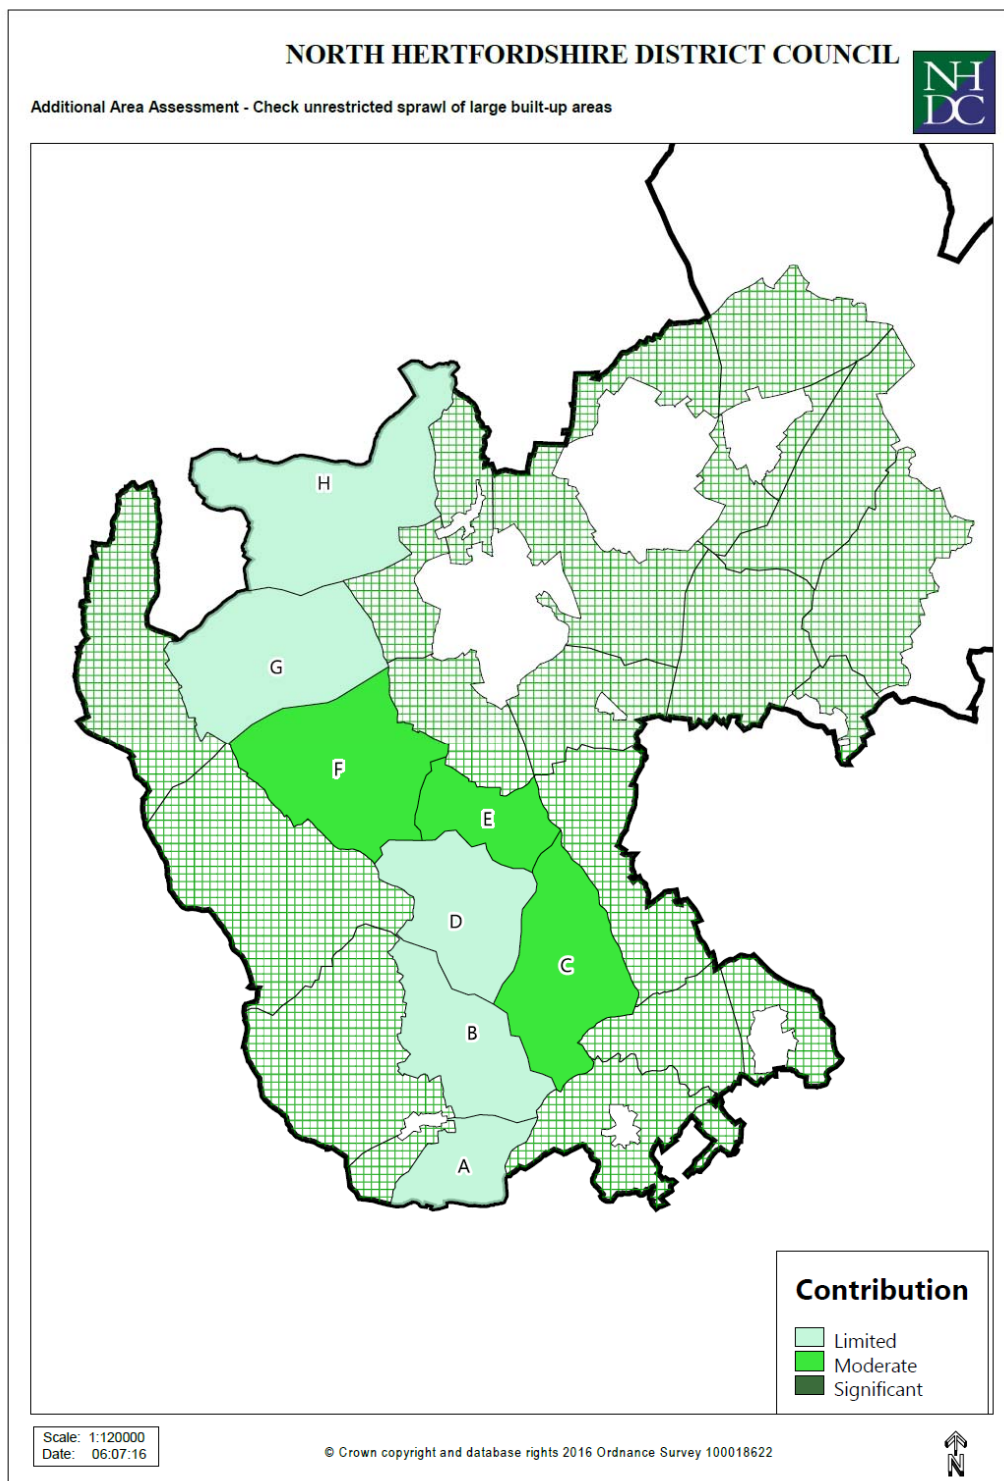 NORTH HERTFORDSHIRE DISTRICT COUNCIL
NH
DC
Additional Area Assessment - Check unrestricted sprawl of large built-up areas
H
G
F
E
D
C
B
A
Contribution
Limited
Moderate
Significant
Scale: 1:120000
Date: 06:07:16
© Crown copyright and database rights 2016 Ordnance Survey 100018622
N